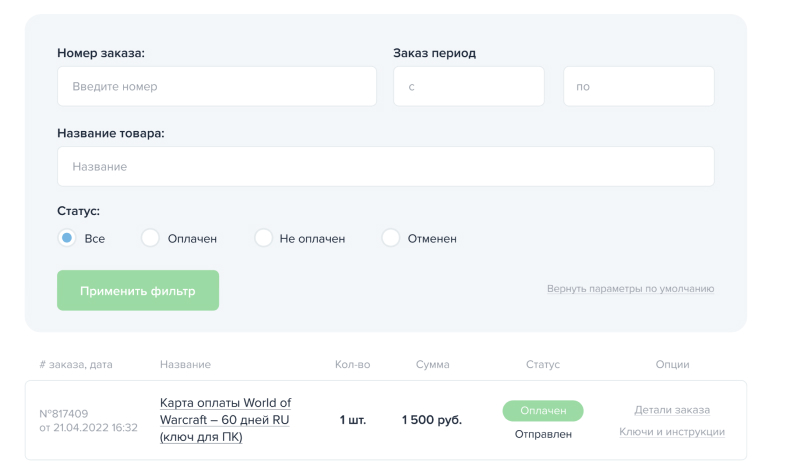 Номер заказа:
Заказ период
Введите номер
с
по
Название товара:
Название
Статус:
Все
Оплачен
Не оплачен
Отменен
Применить фильтр
Вернуть параметры по умолчанию
# заказа, дата
Название
Кол-во
Сумма
Статус
Опции
№817409
от 21.04.2022 16:32
Карта оплаты World of
Warcraft – 60 дней RU
(ключ для ПК)
1 шт.
1 500 руб.
Оплачен
Отправлен
Детали заказа
Ключи и инструкции